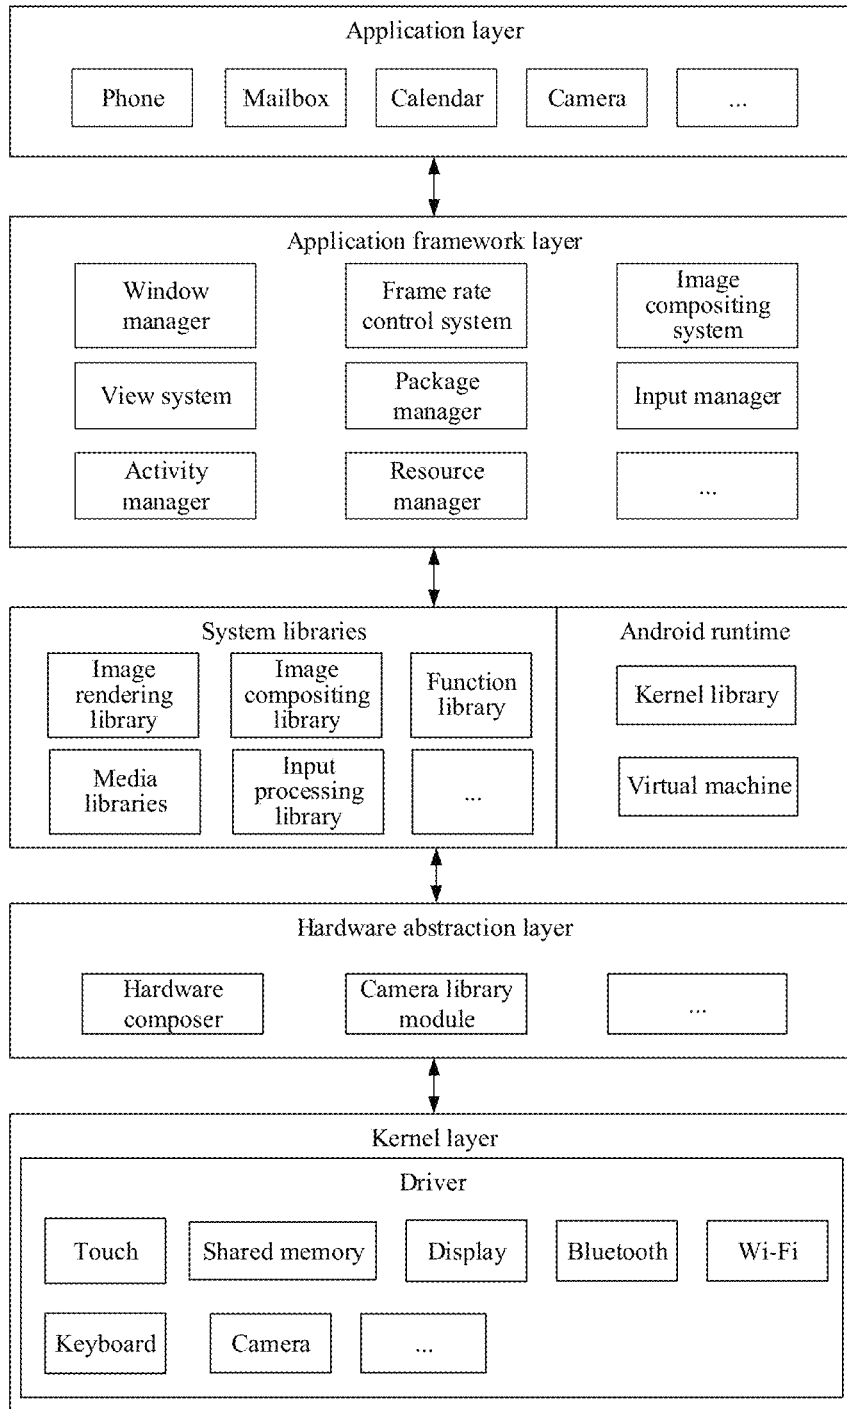 Application layer
Phone
Mailbox
Calendar
Camera
...
Application framework layer
Window
manager
Frame rate
control system
Image
compositing
system
View system
Package
manager
Input manager
Activity
manager
Resource
manager
...
System libraries
Image
rendering
library
Image
compositing
library
Function
library
Media
libraries
Input
processing
library
...
Android runtime
Kernel library
Virtual machine
Hardware abstraction layer
Hardware
composer
Camera library
module
...
Kernel layer
Driver
Touch
Shared memory
Display
Bluetooth
Wi-Fi
Keyboard
Camera
...